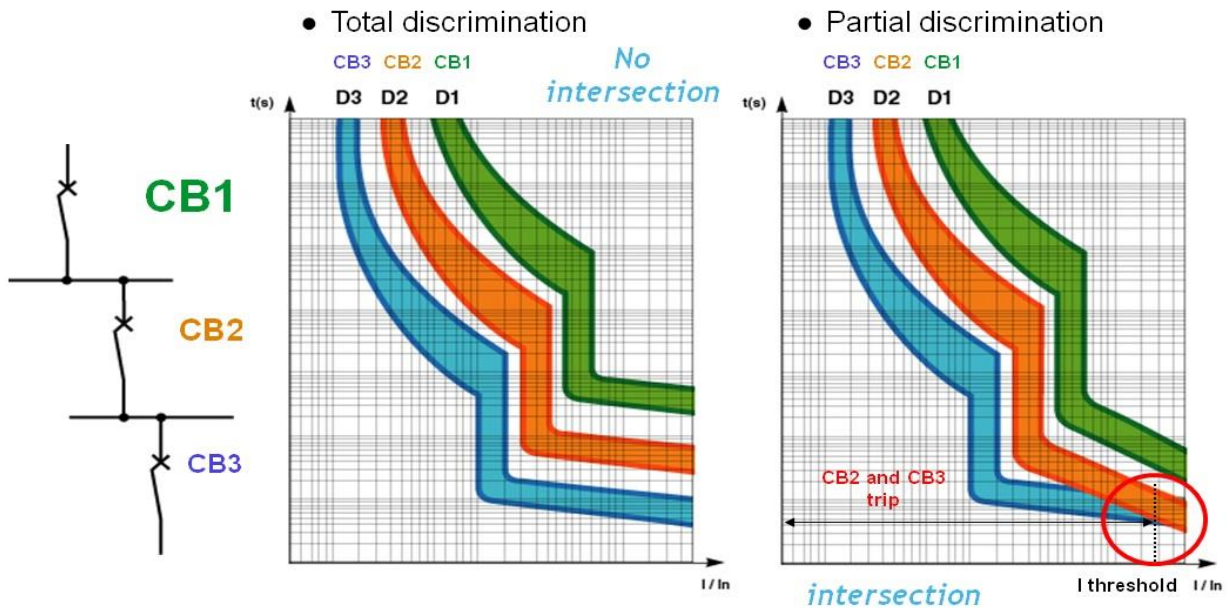 CB1
CB2
CB3
● Total discrimination
CB3 CB2 CB1
No
intersection
t(s) D3 D2 D1
I / In
● Partial discrimination
CB3 CB2 CB1
t(s) D3 D2 D1
CB2 and CB3
trip
I threshold I / In
intersection